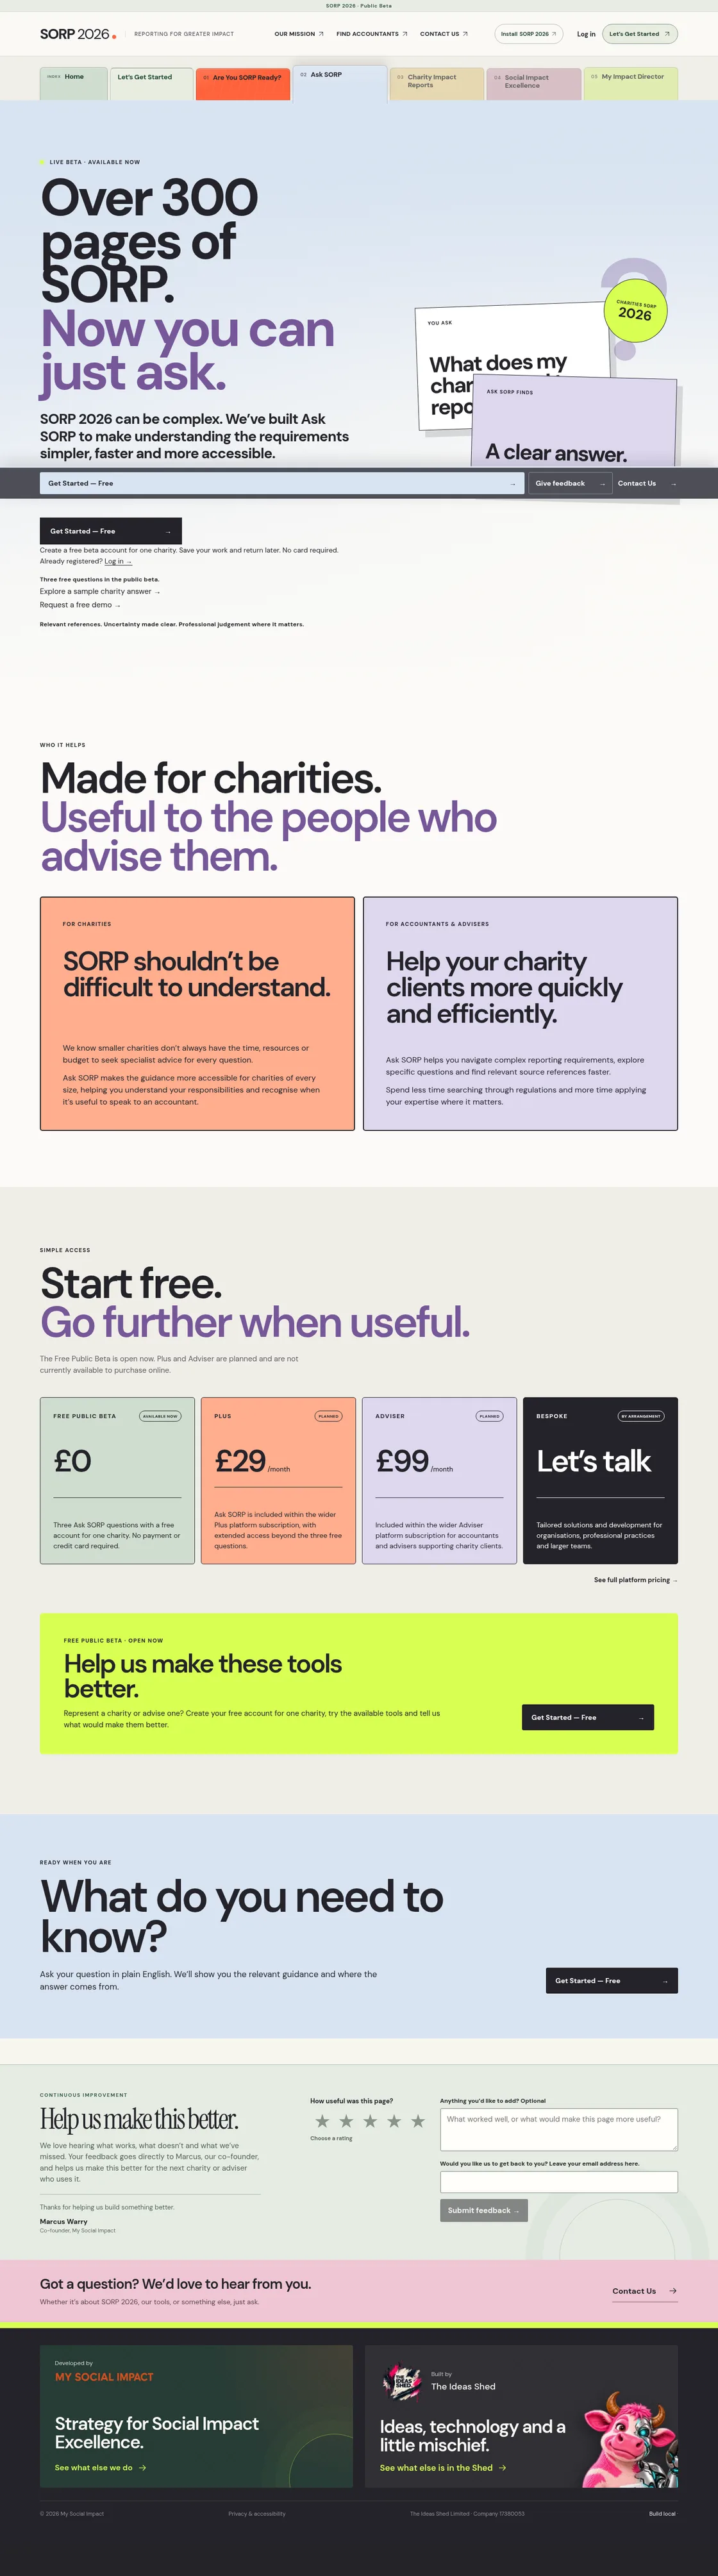 SORP 2026 · Public Beta
SORP 2026
REPORTING FOR GREATER IMPACT
OUR MISSION ↗
FIND ACCOUNTANTS ↗
CONTACT US ↗
Install SORP 2026 ↗
Log in
Let's Get Started ↗
INDEX Home
Let's Get Started
01 Are You SORP Ready?
02 Ask SORP
Charity Impact
Reports
Social Impact
Excellence
My Impact Director
LIVE BETA · AVAILABLE NOW
Over 300
pages of
SORP.
Now you can
just ask.
SORP 2026 can be complex. We've built Ask
SORP to make understanding the requirements
simpler, faster and more accessible.
?
CHARITIES SORP
2026
YOU ASK
What does my
ASK SORP FINDS
A clear answer.
Get Started — Free →
Give feedback →
Contact Us →
Get Started — Free →
Create a free beta account for one charity. Save your work and return later. No card required.
Already registered? Log in →
Three free questions in the public beta.
Explore a sample charity answer →
Request a free demo →
Relevant references. Uncertainty made clear. Professional judgement where it matters.
WHO IT HELPS
Made for charities.
Useful to the people who
advise them.
FOR CHARITIES
SORP shouldn't be
difficult to understand.
We know smaller charities don't always have the time, resources or
budget to seek specialist advice for every question.
Ask SORP makes the guidance more accessible for charities of every
size, helping you understand your responsibilities and recognise when
it's useful to speak to an accountant.
FOR ACCOUNTANTS & ADVISERS
Help your charity
clients more quickly
and efficiently.
Ask SORP helps you navigate complex reporting requirements, explore
specific questions and find relevant source references faster.
Spend less time searching through regulations and more time applying
your expertise where it matters.
SIMPLE ACCESS
Start free.
Go further when useful.
The Free Public Beta is open now. Plus and Adviser are planned and are not
currently available to purchase online.
FREE PUBLIC BETA
AVAILABLE NOW
£0
Three Ask SORP questions with a free
account for one charity. No payment or
credit card required.
PLUS
PLANNED
£29 /month
Ask SORP is included within the wider
Plus platform subscription, with
extended access beyond the three free
questions.
ADVISER
PLANNED
£99 /month
Included within the wider Adviser
platform subscription for accountants
and advisers supporting charity clients.
BESPOKE
BY ARRANGEMENT
Let's talk
Tailored solutions and development for
organisations, professional practices
and larger teams.
See full platform pricing →
FREE PUBLIC BETA · OPEN NOW
Help us make these tools
better.
Represent a charity or advise one? Create your free account for one charity, try the available tools and tell us
what would make them better.
Get Started — Free →
READY WHEN YOU ARE
What do you need to
know?
Ask your question in plain English. We'll show you the relevant guidance and where the
answer comes from.
Get Started — Free →
CONTINUOUS IMPROVEMENT
Help us make this better.
We love hearing what works, what doesn't and what we've
missed. Your feedback goes directly to Marcus, our co-founder,
and helps us make this better for the next charity or adviser
who uses it.
Thanks for helping us build something better.
Marcus Warry
Co-founder, My Social Impact
How useful was this page?
★ ★ ★ ★ ★
Choose a rating
Anything you'd like to add? Optional
What worked well, or what would make this page more useful?
Would you like us to get back to you? Leave your email address here.
Submit feedback →
Got a question? We'd love to hear from you.
Whether it's about SORP 2026, our tools, or something else, just ask.
Contact Us →
Developed by
MY SOCIAL IMPACT
Strategy for Social Impact
Excellence.
See what else we do →
THE IDEAS SHED
Built by
The Ideas Shed
Ideas, technology and a
little mischief.
See what else is in the Shed →
© 2026 My Social Impact
Privacy & accessibility
The Ideas Shed Limited · Company 17380053
Build local ·